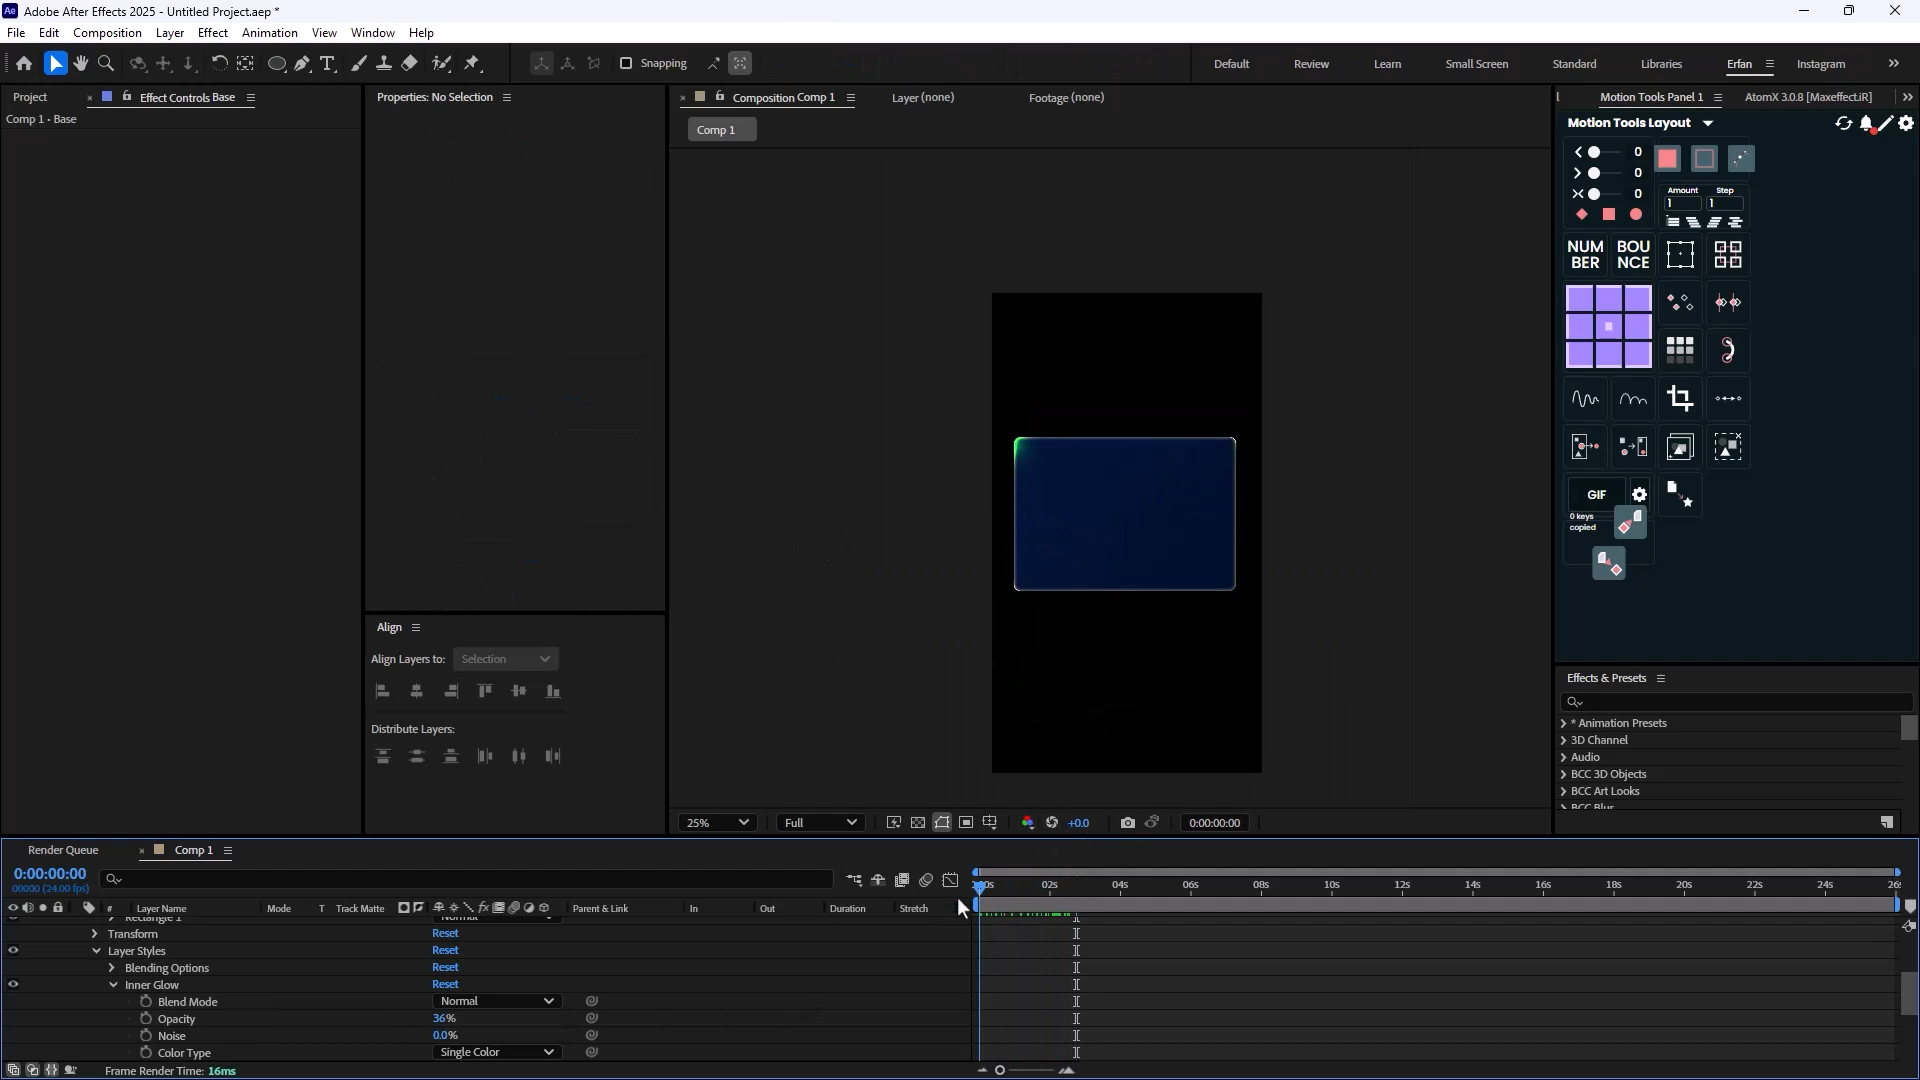 Ae Adobe After Effects 2025 - Untitled Project.aep *
File Edit Composition Layer Effect Animation View Window Help
Snapping
Default Review Learn Small Screen Standard Libraries Erfan Instagram
Project Effect Controls Base
Comp 1 • Base
Properties: No Selection
Composition Comp 1 Layer (none) Footage (none)
Comp 1
Motion Tools Panel 1 AtomX 3.0.8 [Maxeffect.iR]
Motion Tools Layout
0
0
0
Amount Step
1 1
NUM
BER
BOU
NCE
GIF
0 keys
copied
Align
Align Layers to: Selection
Distribute Layers:
Effects & Presets
* Animation Presets
3D Channel
Audio
BCC 3D Objects
BCC Art Looks
BCC Blur
25% Full +0.0 0:00:00:00
Render Queue Comp 1
0:00:00:00
00000 (24.00 fps)
# Layer Name Mode T Track Matte Parent & Link In Out Duration Stretch
02s 04s 06s 08s 10s 12s 14s 16s 18s 20s 22s 24s 26s
Rectangle 1 Normal
Transform Reset
Layer Styles Reset
Blending Options Reset
Inner Glow Reset
Blend Mode Normal
Opacity 36%
Noise 0.0%
Color Type Single Color
Frame Render Time: 16ms